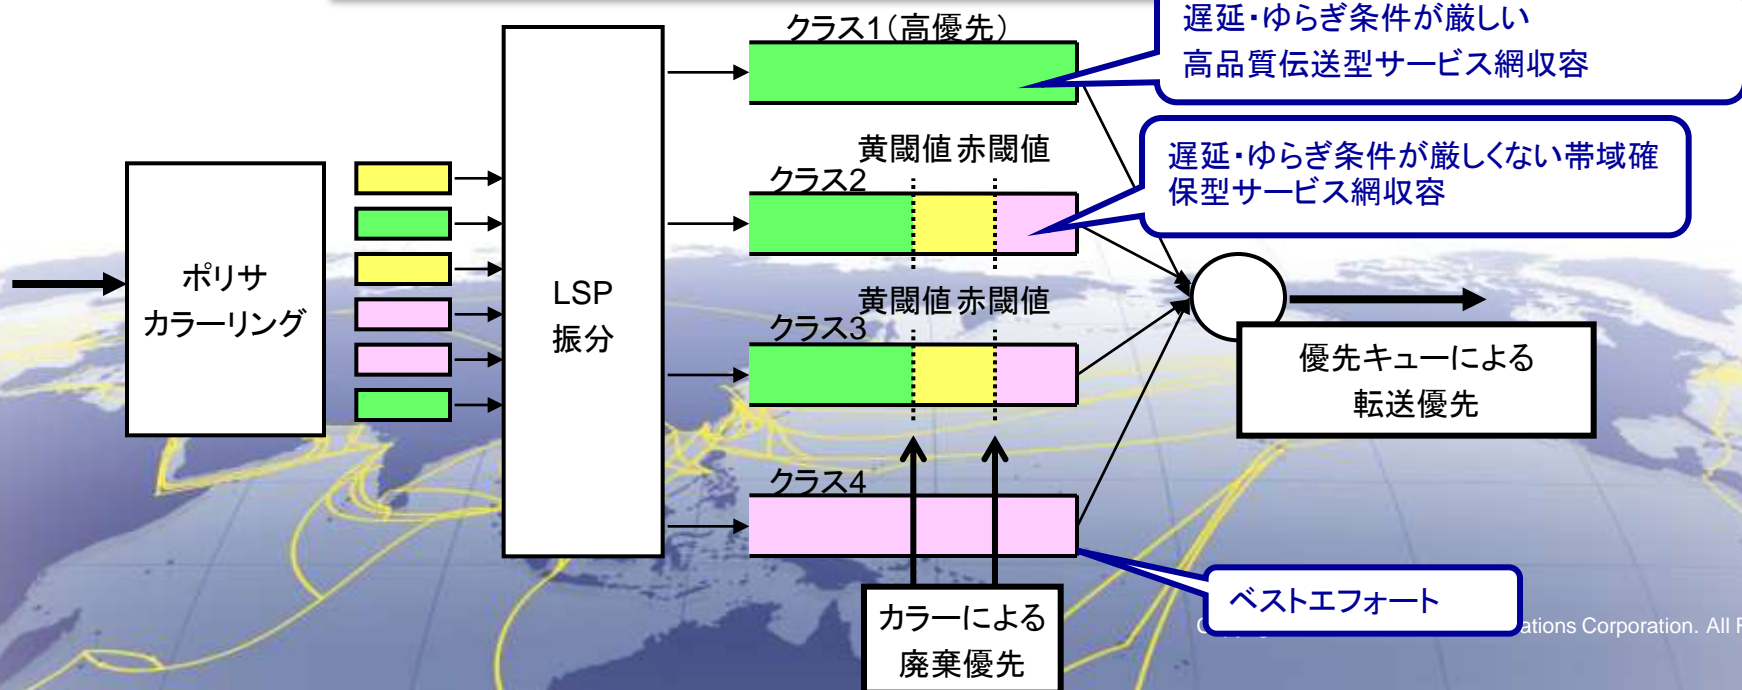 遅延・ゆらぎ条件が厳しい
高品質伝送型サービス網収容
クラス1（高優先）
黄閾値 赤閾値
クラス2
遅延・ゆらぎ条件が厳しくない帯域確
保型サービス網収容
ポリサ
カラーリング
LSP
振分
黄閾値 赤閾値
クラス3
優先キューによる
転送優先
クラス4
ベストエフォート
カラーによる
廃棄優先
ations Corporation. All